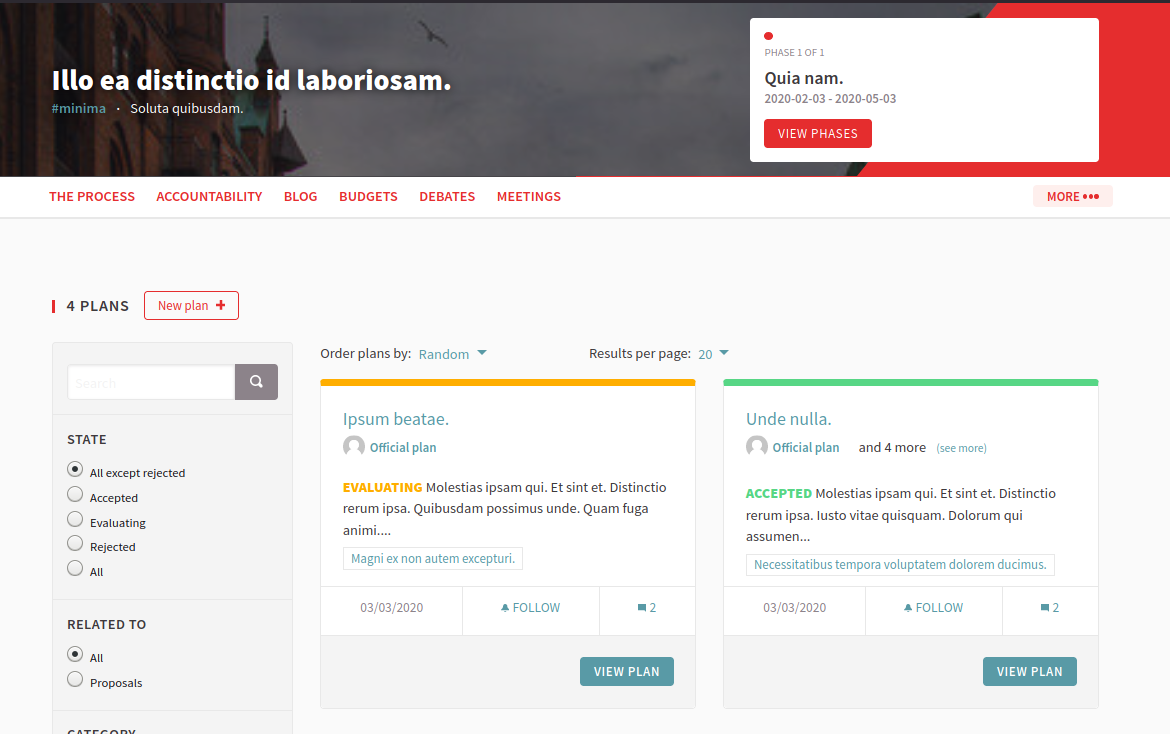 Illo ea distinctio id laboriosam.
#minima · Soluta quibusdam.
PHASE 1 OF 1
Quia nam.
2020-02-03 - 2020-05-03
VIEW PHASES
THE PROCESS ACCOUNTABILITY BLOG BUDGETS DEBATES MEETINGS MORE •••
4 PLANS New plan +
Order plans by: Random Results per page: 20
Search
STATE
All except rejected
Accepted
Evaluating
Rejected
All
RELATED TO
All
Proposals
CATEGORY
Ipsum beatae.
Official plan
EVALUATING Molestias ipsam qui. Et sint et. Distinctio
rerum ipsa. Quibusdam possimus unde. Quam fuga
animi....
Magni ex non autem excepturi.
03/03/2020 FOLLOW 2
VIEW PLAN
Unde nulla.
Official plan and 4 more (see more)
ACCEPTED Molestias ipsam qui. Et sint et. Distinctio
rerum ipsa. Iusto vitae quisquam. Dolorum qui
assumen...
Necessitatibus tempora voluptatem dolorem ducimus.
03/03/2020 FOLLOW 2
VIEW PLAN